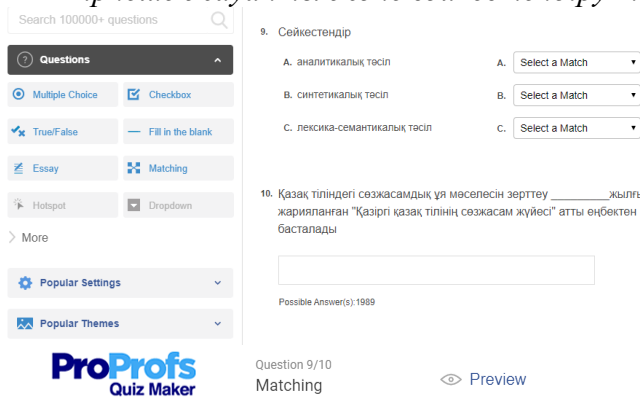 Search 100000+ questions
Questions
Multiple Choice
Checkbox
True/False
Fill in the blank
Essay
Matching
Hotspot
Dropdown
More
Popular Settings
Popular Themes
9. Сейкестендір
A. аналитикалық тәсіл
A. Select a Match
B. синтетикалық тәсіл
B. Select a Match
C. лексика-семантикалық тәсіл
C. Select a Match
10. Қазақ тіліндегі сөзжасамдық ұя мәселесін зерттеу __________жылғы
жарияланған "Қазіргі қазақ тілінің сөзжасам жүйесі" атты еңбектен
басталады
Possible Answer(s):1989
ProProfs
Quiz Maker
Question 9/10
Matching
Preview